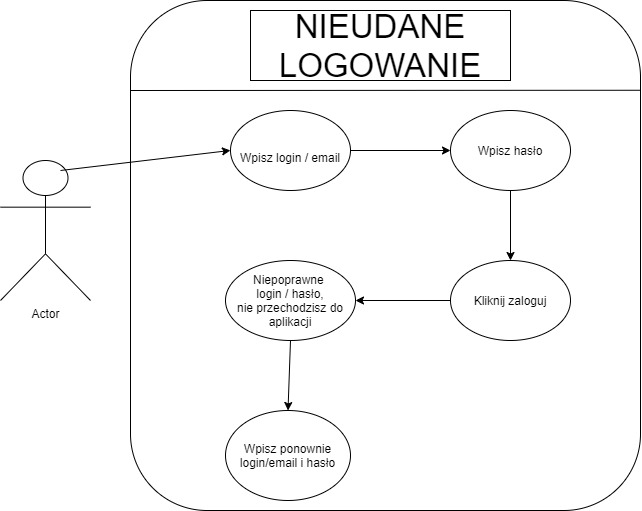 NIEUDANE
LOGOWANIE
Wpisz login / email
Wpisz hasło
Actor
Niepoprawne
login / hasło,
nie przechodzisz do
aplikacji
Kliknij zaloguj
Wpisz ponownie
login/email i hasło